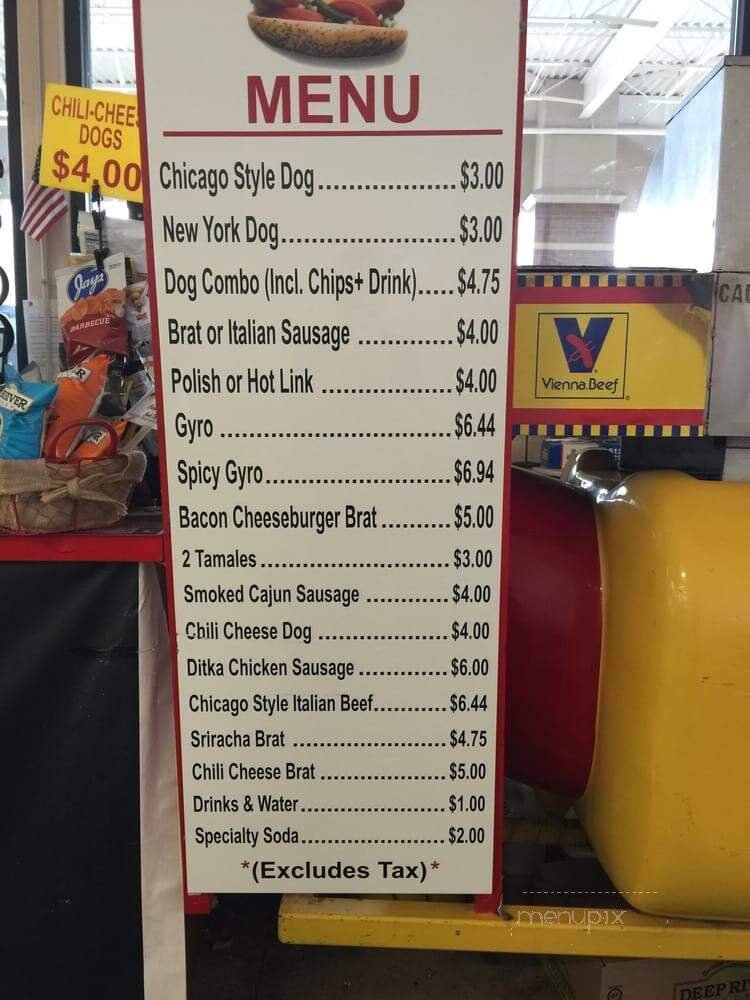 MENU
CHILI-CHEE
DOGS
$4.00
Chicago Style Dog.................... $3.00
New York Dog......................... $3.00
Dog Combo (Incl. Chips+ Drink)..... $4.75
Brat or Italian Sausage .............. $4.00
Polish or Hot Link ................... $4.00
Gyro .................................. $6.44
Spicy Gyro........................... $6.94
Bacon Cheeseburger Brat .......... $5.00
2 Tamales ............................. $3.00
Smoked Cajun Sausage ............ $4.00
Chili Cheese Dog ................... $4.00
Ditka Chicken Sausage ............. $6.00
Chicago Style Italian Beef........... $6.44
Sriracha Brat ....................... $4.75
Chili Cheese Brat ................... $5.00
Drinks & Water...................... $1.00
Specialty Soda...................... $2.00
*(Excludes Tax)*
Jays
BARBECUE
Vienna Beef
menupix
DEEP RI